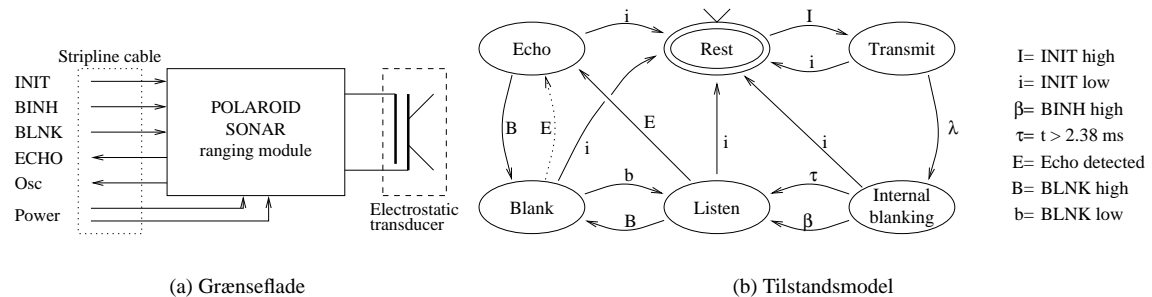 Stripline cable
INIT
BINH
BLNK
ECHO
Osc
Power
POLAROID
SONAR
ranging module
Electrostatic
transducer
(a) Grænseflade
Echo
i
Rest
I
Transmit
i
B
E
i
E
i
i
λ
Blank
b
B
Listen
τ
β
Internal
blanking
I= INIT high
i= INIT low
β= BINH high
τ= t > 2.38 ms
E= Echo detected
B= BLNK high
b= BLNK low
(b) Tilstandsmodel